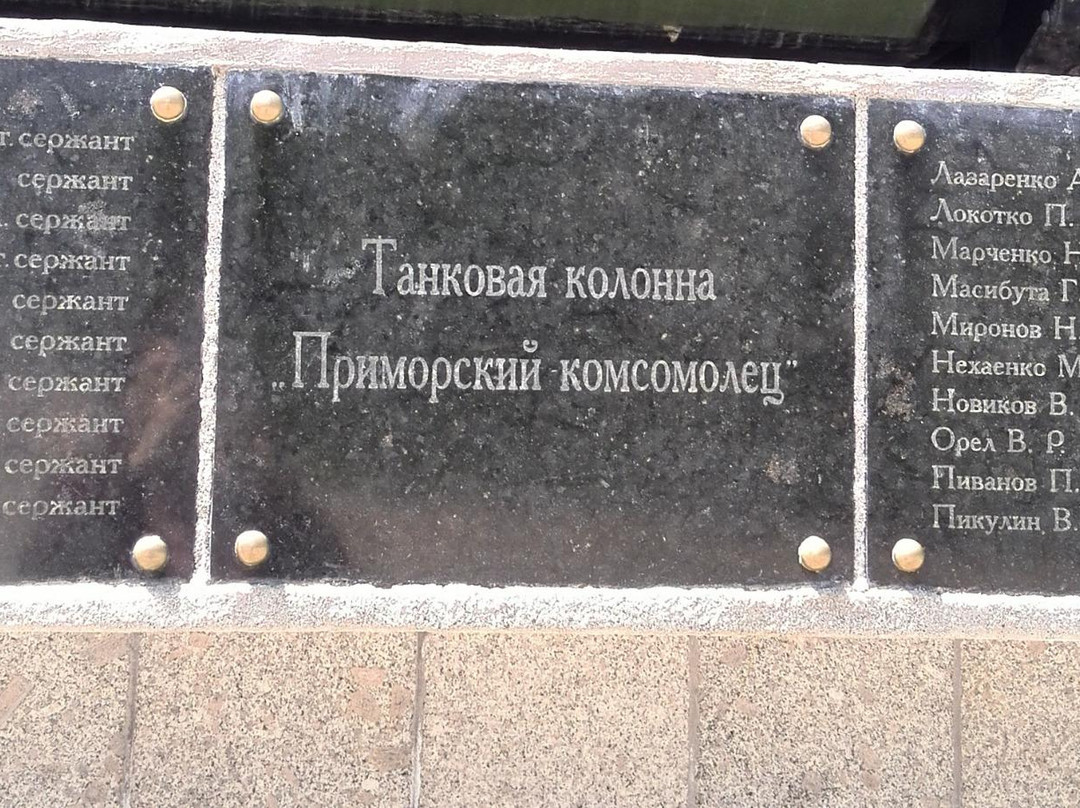 сержант
сержант
сержант
сержант
сержант
сержант
сержант
сержант
сержант
сержант
Танковая колонна
„Приморский комсомолец"
Лазаренко А
Локотко П.
Марченко Н
Масибута Г.
Миронов Н.
Нехаенко М
Новиков В.
Орел В. Р.
Пиванов П.
Пикулин В.